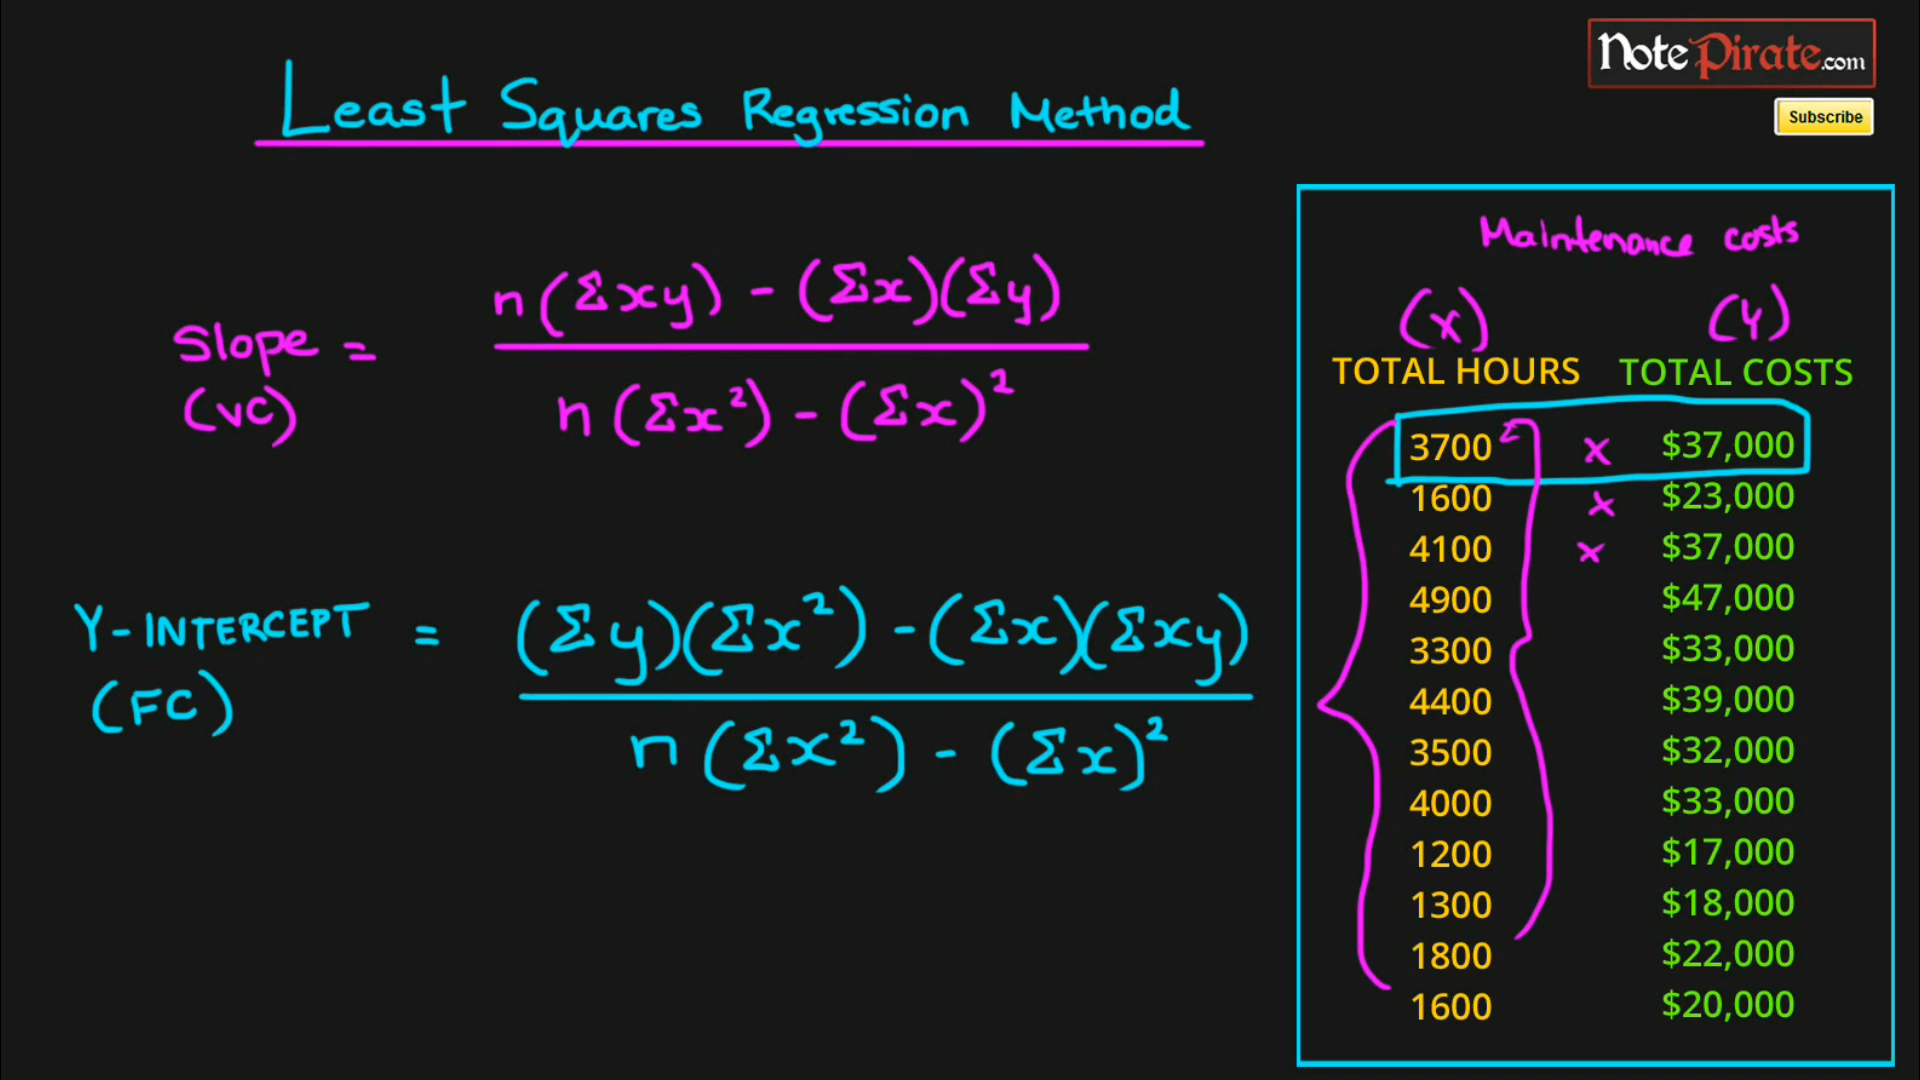 NotePirate.com
Subscribe
Least Squares Regression Method
Slope = n(Σxy) - (Σx)(Σy)
(VC) n(Σx²) - (Σx)²
Y-INTERCEPT = (Σy)(Σx²) - (Σx)(Σxy)
(FC) n(Σx²) - (Σx)²
Maintenance costs
(X) (Y)
TOTAL HOURS TOTAL COSTS
3700² x $37,000
1600 x $23,000
4100 x $37,000
4900 $47,000
3300 $33,000
4400 $39,000
3500 $32,000
4000 $33,000
1200 $17,000
1300 $18,000
1800 $22,000
1600 $20,000